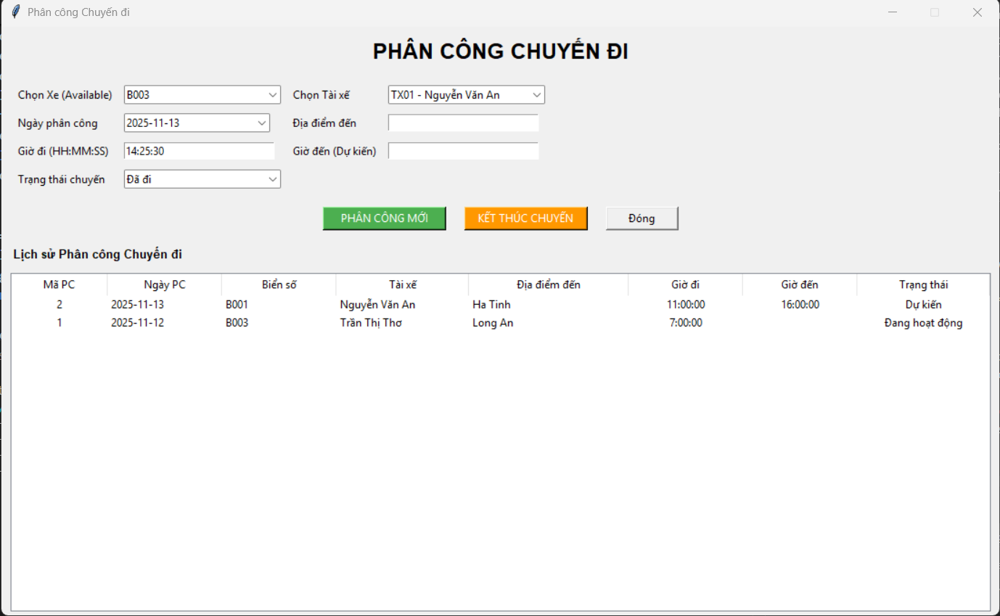 Phân công Chuyến đi
PHÂN CÔNG CHUYẾN ĐI
Chọn Xe (Available) B003 Chọn Tài xế TX01 - Nguyễn Văn An
Ngày phân công 2025-11-13 Địa điểm đến
Giờ đi (HH:MM:SS) 14:25:30 Giờ đến (Dự kiến)
Trạng thái chuyến Đã đi
PHÂN CÔNG MỚI KẾT THÚC CHUYẾN Đóng
Lịch sử Phân công Chuyến đi
Mã PC Ngày PC Biển số Tài xế Địa điểm đến Giờ đi Giờ đến Trạng thái
2 2025-11-13 B001 Nguyễn Văn An Ha Tinh 11:00:00 16:00:00 Dự kiến
1 2025-11-12 B003 Trần Thị Thơ Long An 7:00:00 Đang hoạt động